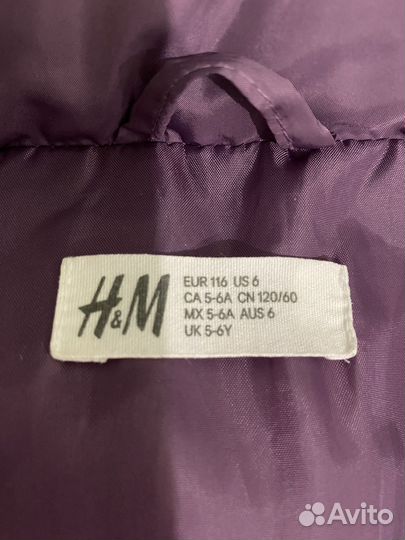 H&M
EUR 116 US 6
CA 5-6A CN 120/60
MX 5-6A AUS 6
UK 5-6Y
Avito